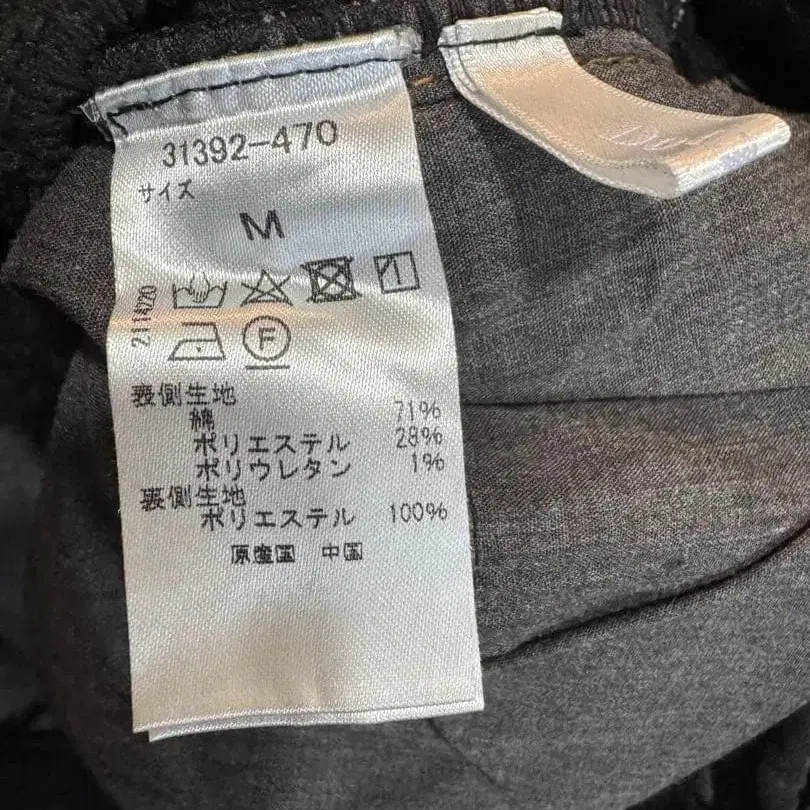 31392-470
サイズ
M
211420
F
表側生地
綿 71%
ポリエステル 28%
ポリウレタン 1%
裏側生地
ポリエステル 100%
原産国 中国